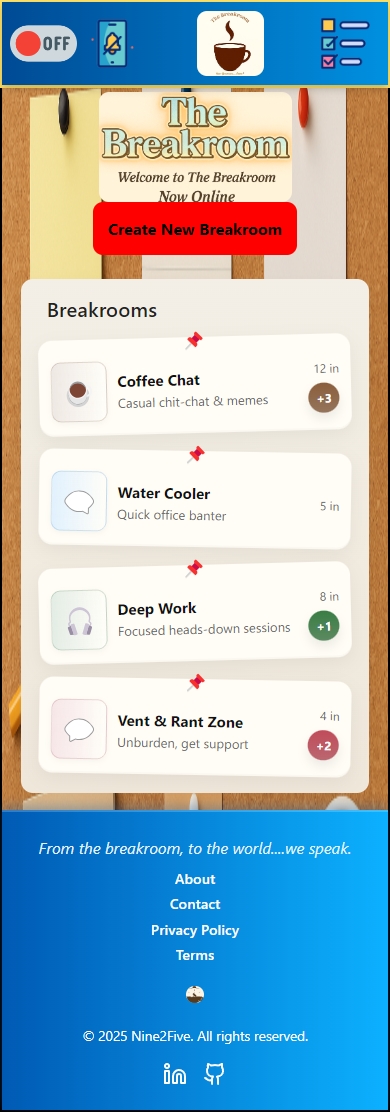 OFF
The Breakroom
The
Breakroom
Welcome to The Breakroom
Now Online
Create New Breakroom
Breakrooms
Coffee Chat
Casual chit-chat & memes
12 in
+3
Water Cooler
Quick office banter
5 in
Deep Work
Focused heads-down sessions
8 in
+1
Vent & Rant Zone
Unburden, get support
4 in
+2
From the breakroom, to the world....we speak.
About
Contact
Privacy Policy
Terms
© 2025 Nine2Five. All rights reserved.
in